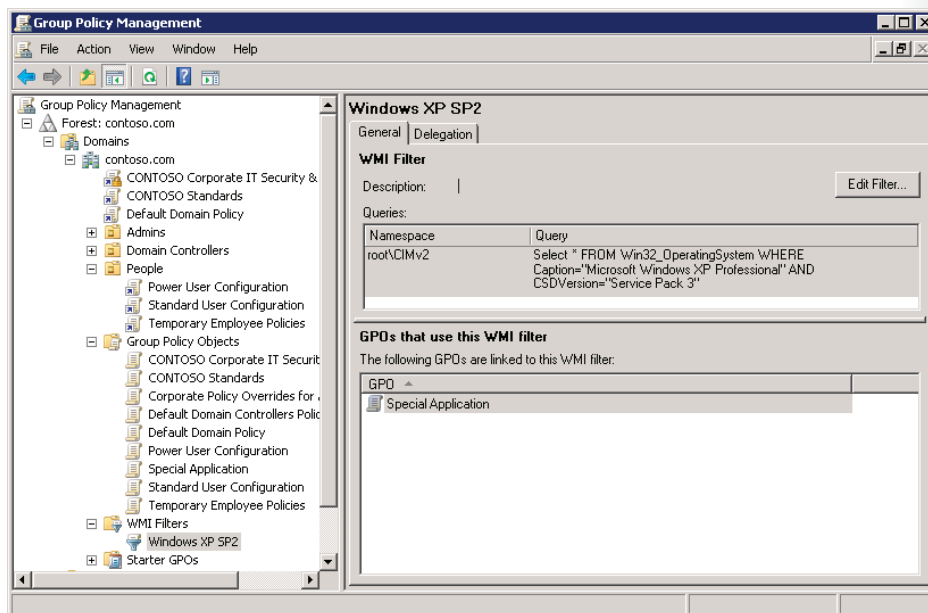 Group Policy Management
File Action View Window Help
Group Policy Management
Forest: contoso.com
Domains
contoso.com
CONTOSO Corporate IT Security &
CONTOSO Standards
Default Domain Policy
Admins
Domain Controllers
People
Power User Configuration
Standard User Configuration
Temporary Employee Policies
Group Policy Objects
CONTOSO Corporate IT Securit
CONTOSO Standards
Corporate Policy Overrides for
Default Domain Controllers Polic
Default Domain Policy
Power User Configuration
Special Application
Standard User Configuration
Temporary Employee Policies
WMI Filters
Windows XP SP2
Starter GPOs
Windows XP SP2
General Delegation
WMI Filter
Description:
Edit Filter...
Queries:
Namespace Query
root\CIMv2 Select * FROM Win32_OperatingSystem WHERE
Caption="Microsoft Windows XP Professional" AND
CSDVersion="Service Pack 3"
GPOs that use this WMI filter
The following GPOs are linked to this WMI filter:
GPO
Special Application